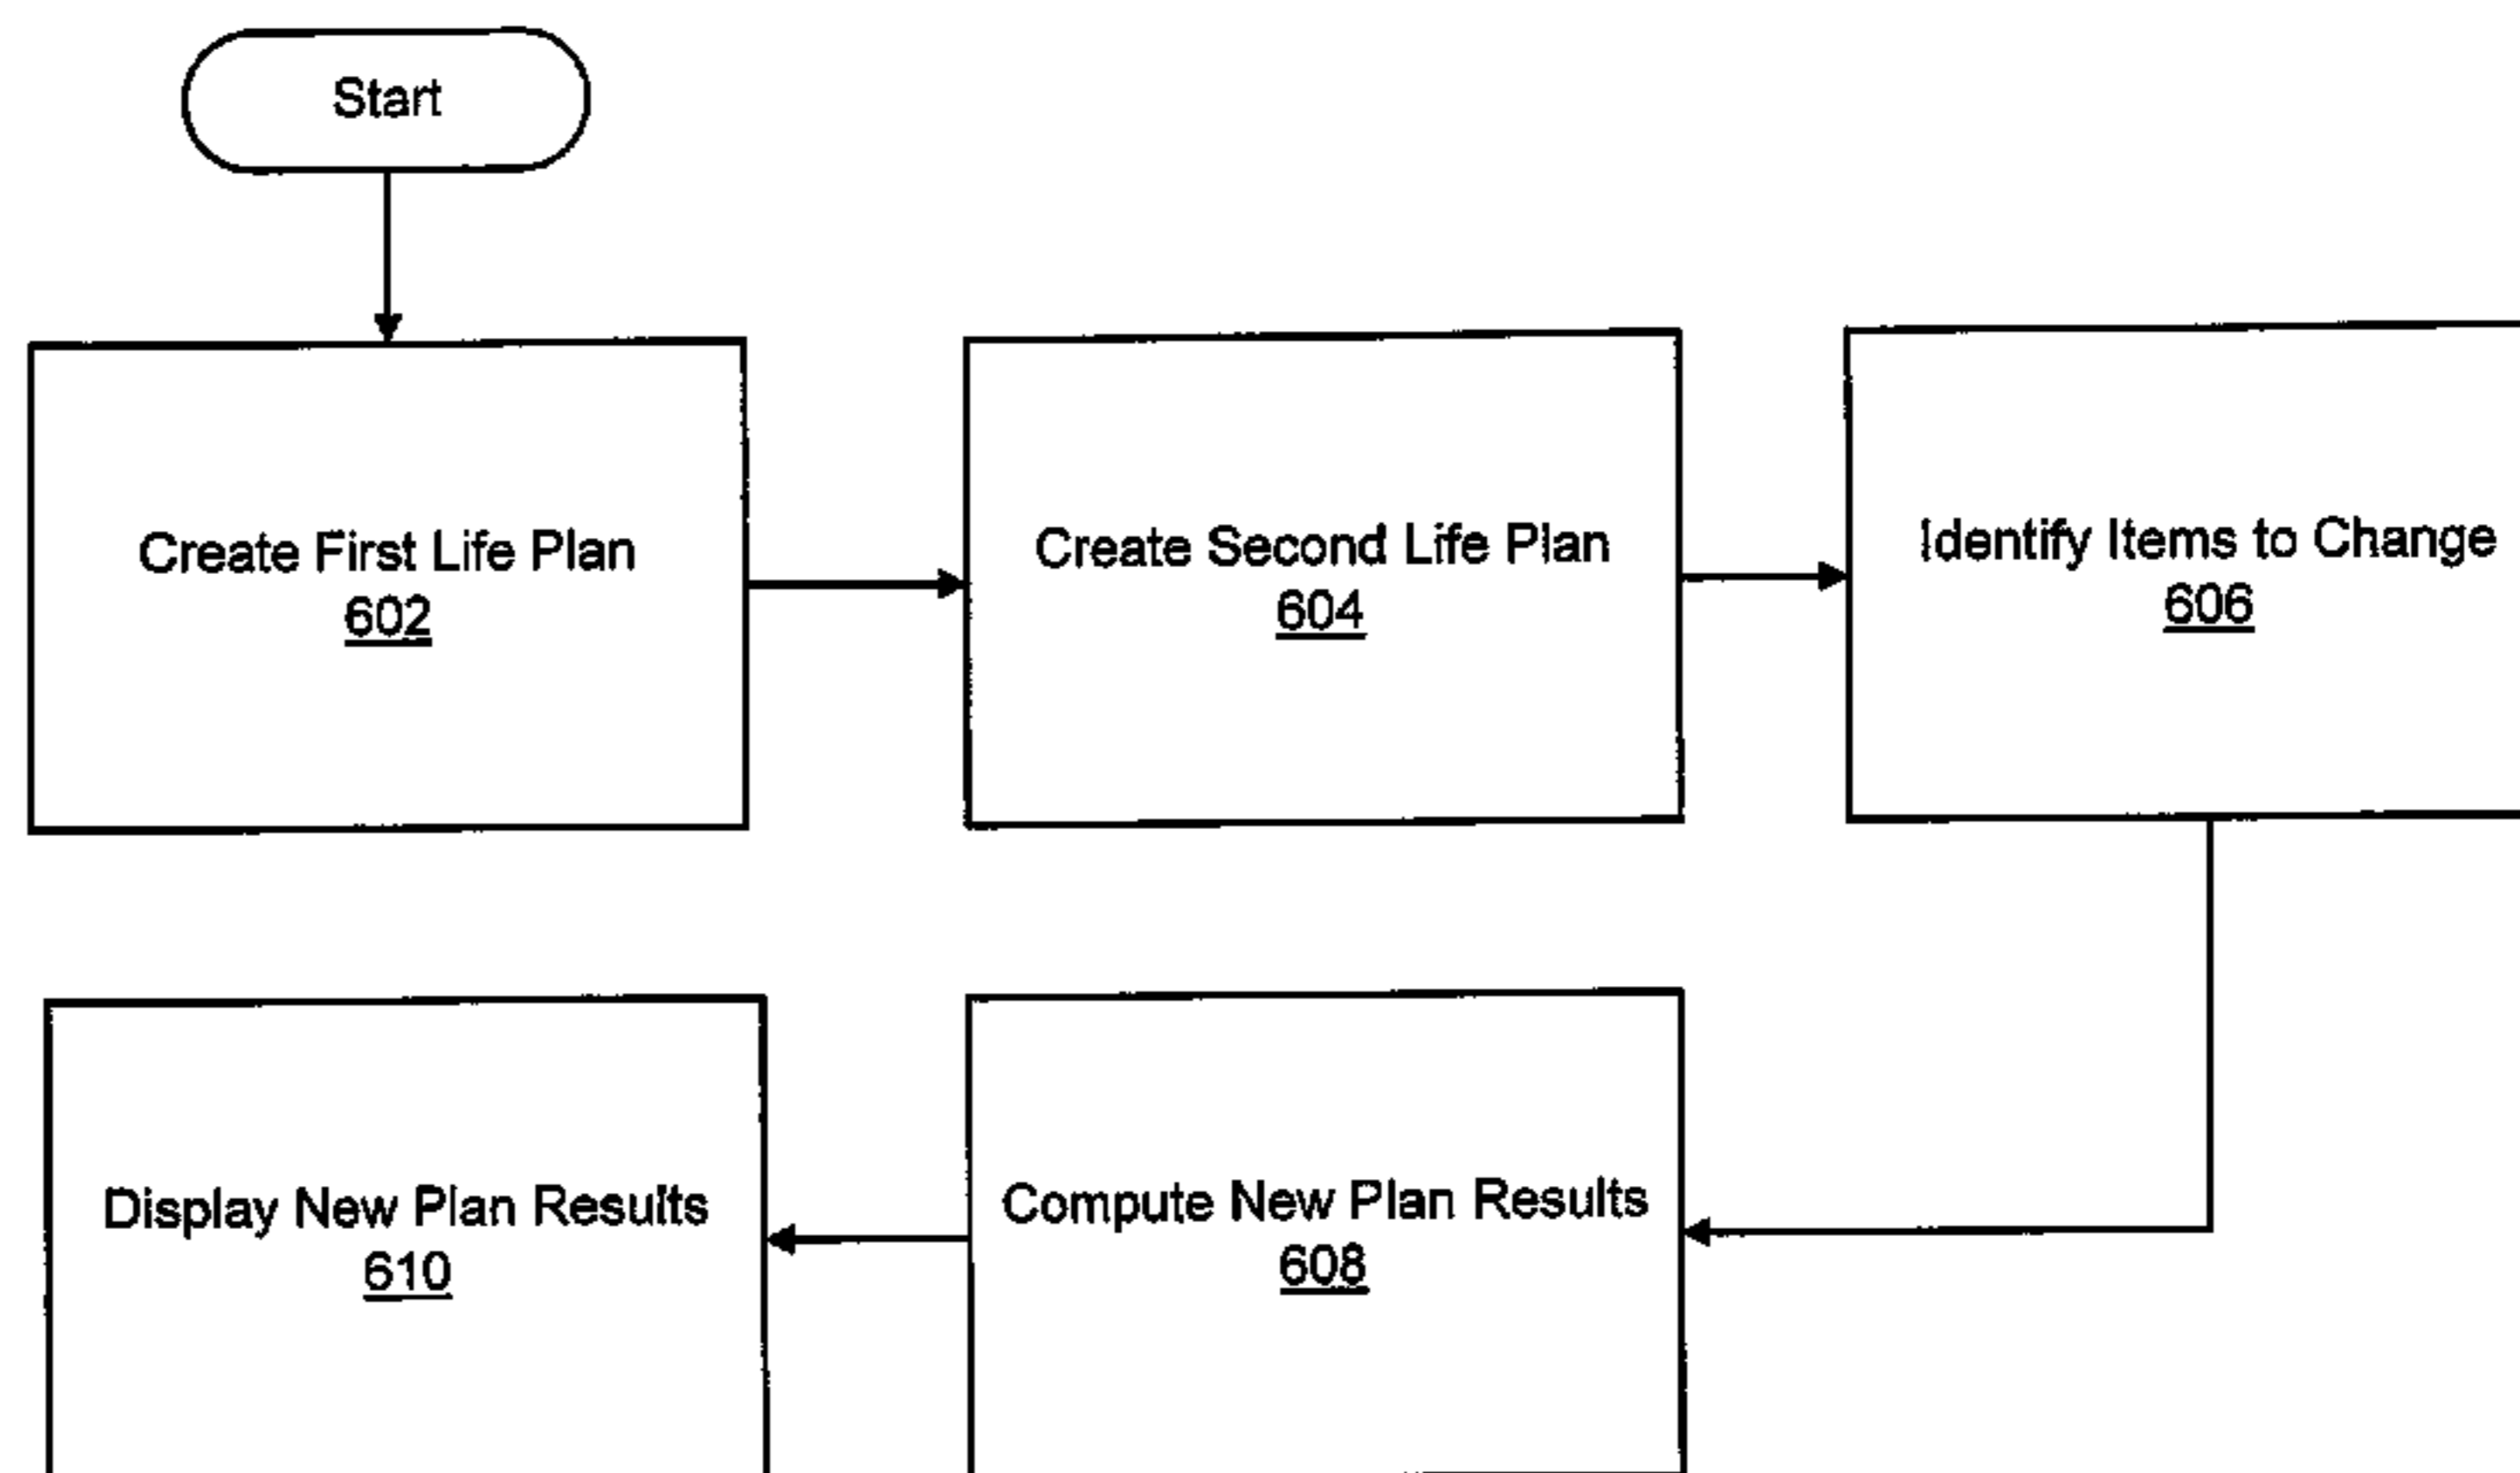 Start
Create First Life Plan
602
Create Second Life Plan
604
Identify Items to Change
606
Display New Plan Results
610
Compute New Plan Results
608